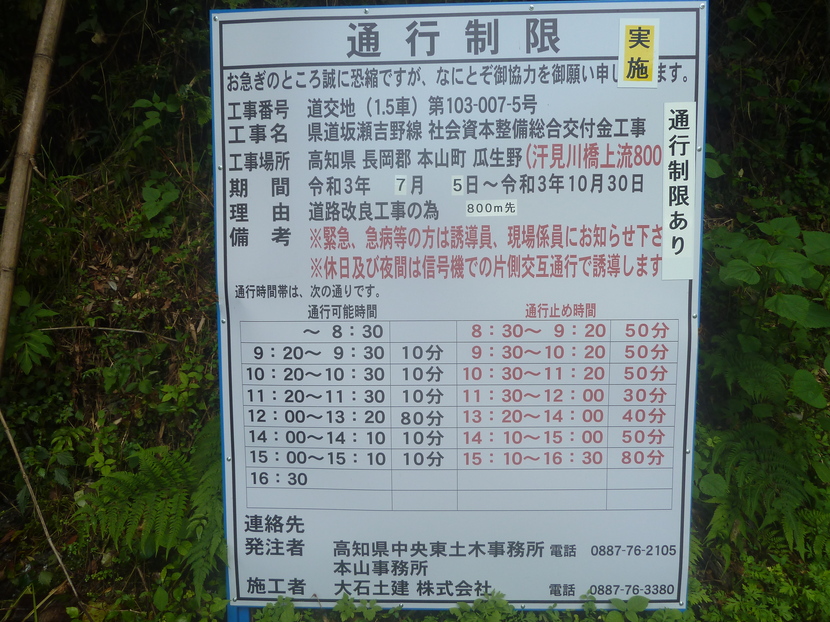 通行制限
実施
お急ぎのところ誠に恐縮ですが、なにとぞ御協力を御願い申し ます。
工事番号 道交地（1.5車）第103-007-5号
工事名 県道坂瀬吉野線 社会資本整備総合交付金工事
工事場所 高知県 長岡郡 本山町 瓜生野（汗見川橋上流800
期間 令和3年 7月 5日～令和3年10月30日
理由 道路改良工事の為 800m先
備考 ※緊急、急病等の方は誘導員、現場係員にお知らせ下さ
※休日及び夜間は信号機での片側交互通行で誘導します
通行制限あり
通行時間帯は、次の通りです。
通行可能時間 通行止め時間
～ 8：30 8：30～ 9：20 50分
9：20～ 9：30 10分 9：30～10：20 50分
10：20～10：30 10分 10：30～11：20 50分
11：20～11：30 10分 11：30～12：00 30分
12：00～13：20 80分 13：20～14：00 40分
14：00～14：10 10分 14：10～15：00 50分
15：00～15：10 10分 15：10～16：30 80分
16：30
連絡先
発注者 高知県中央東土木事務所 電話 0887-76-2105
本山事務所
施工者 大石土建 株式会社 電話 0887-76-3380